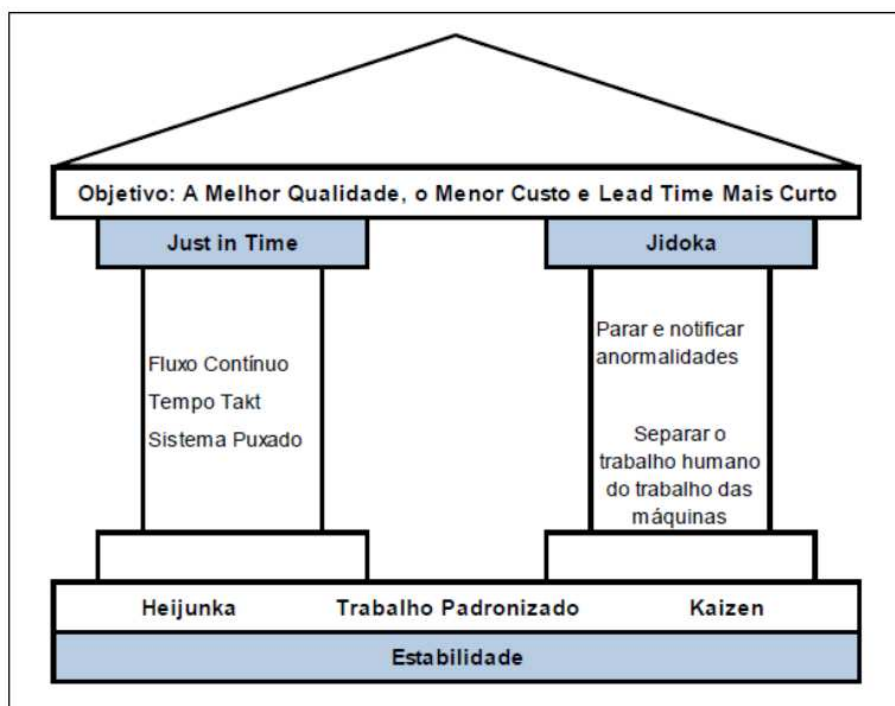 Objetivo: A Melhor Qualidade, o Menor Custo e Lead Time Mais Curto
Just in Time
Jidoka
Fluxo Contínuo
Tempo Takt
Sistema Puxado
Parar e notificar
anormalidades
Separar o
trabalho humano
do trabalho das
máquinas
Heijunka
Trabalho Padronizado
Kaizen
Estabilidade